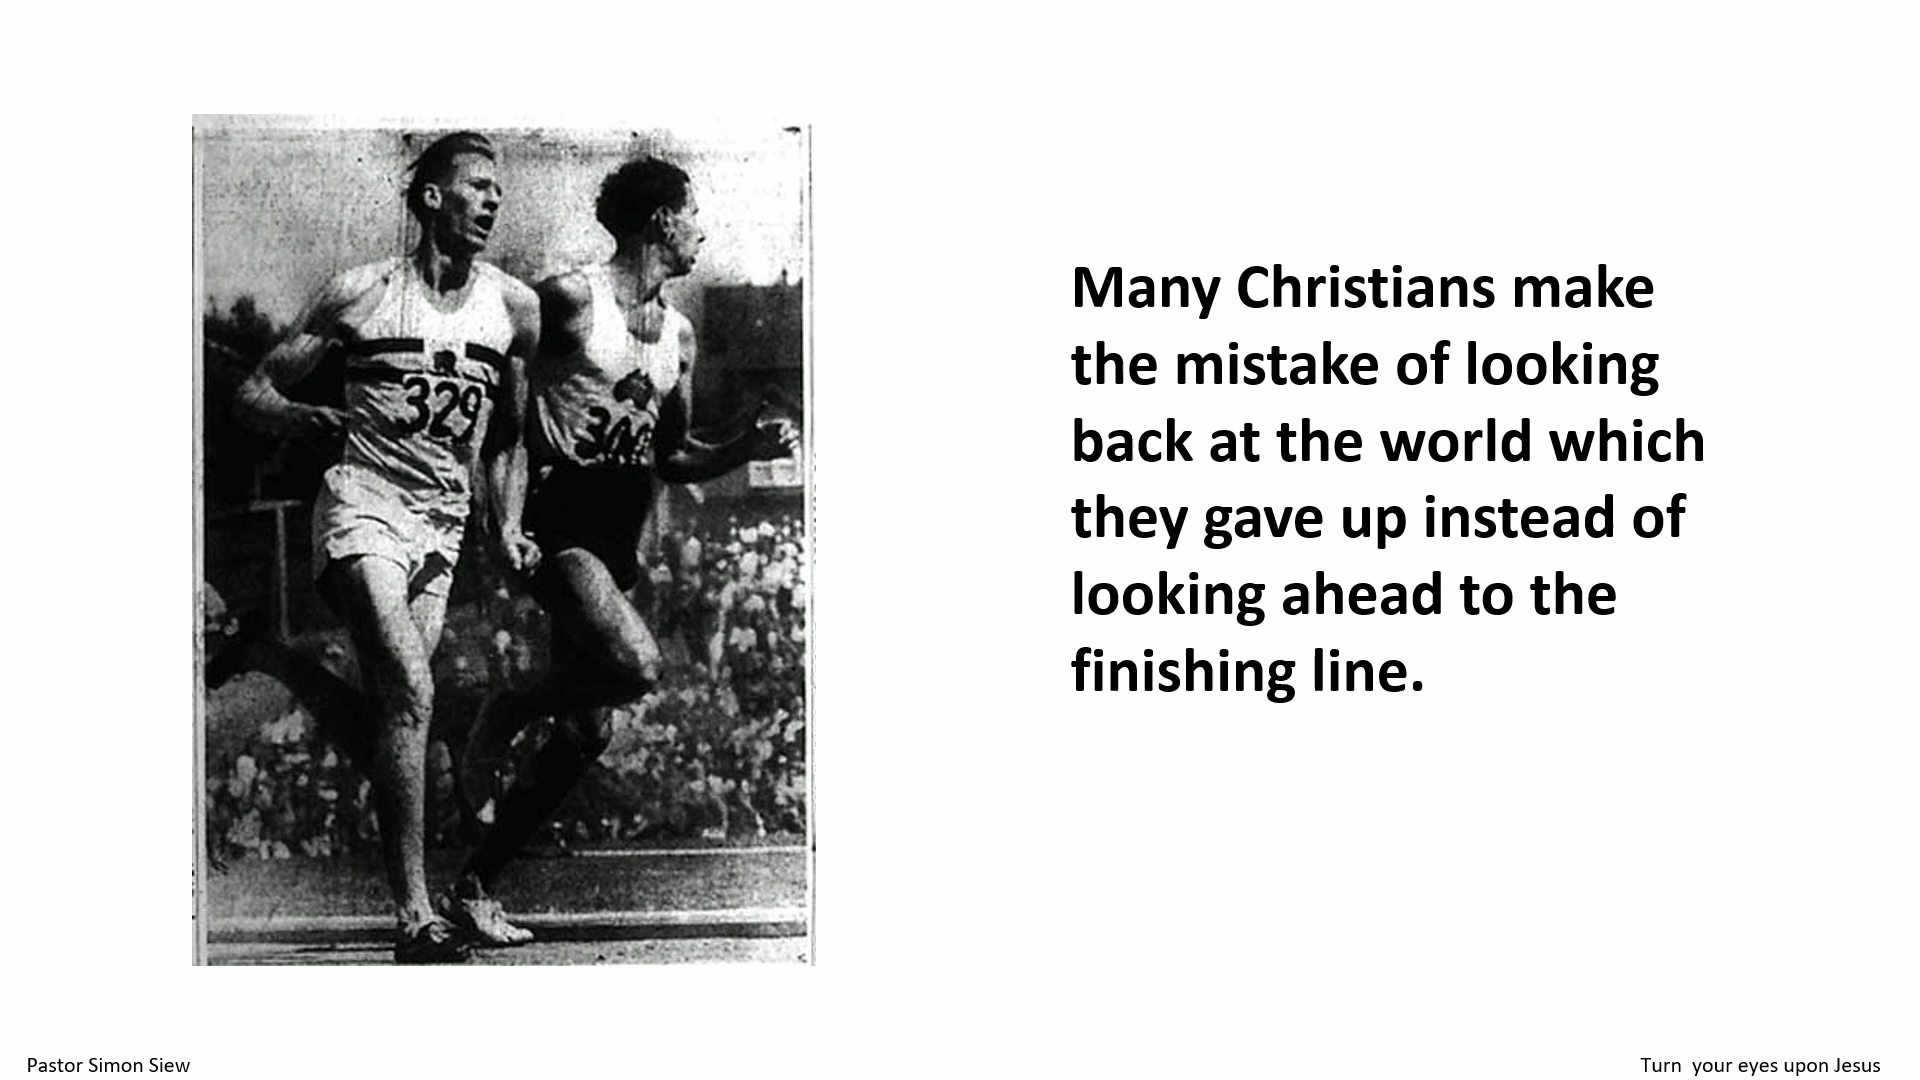 329
Many Christians make
the mistake of looking
back at the world which
they gave up instead of
looking ahead to the
finishing line.
Pastor Simon Siew
Turn  your eyes upon Jesus